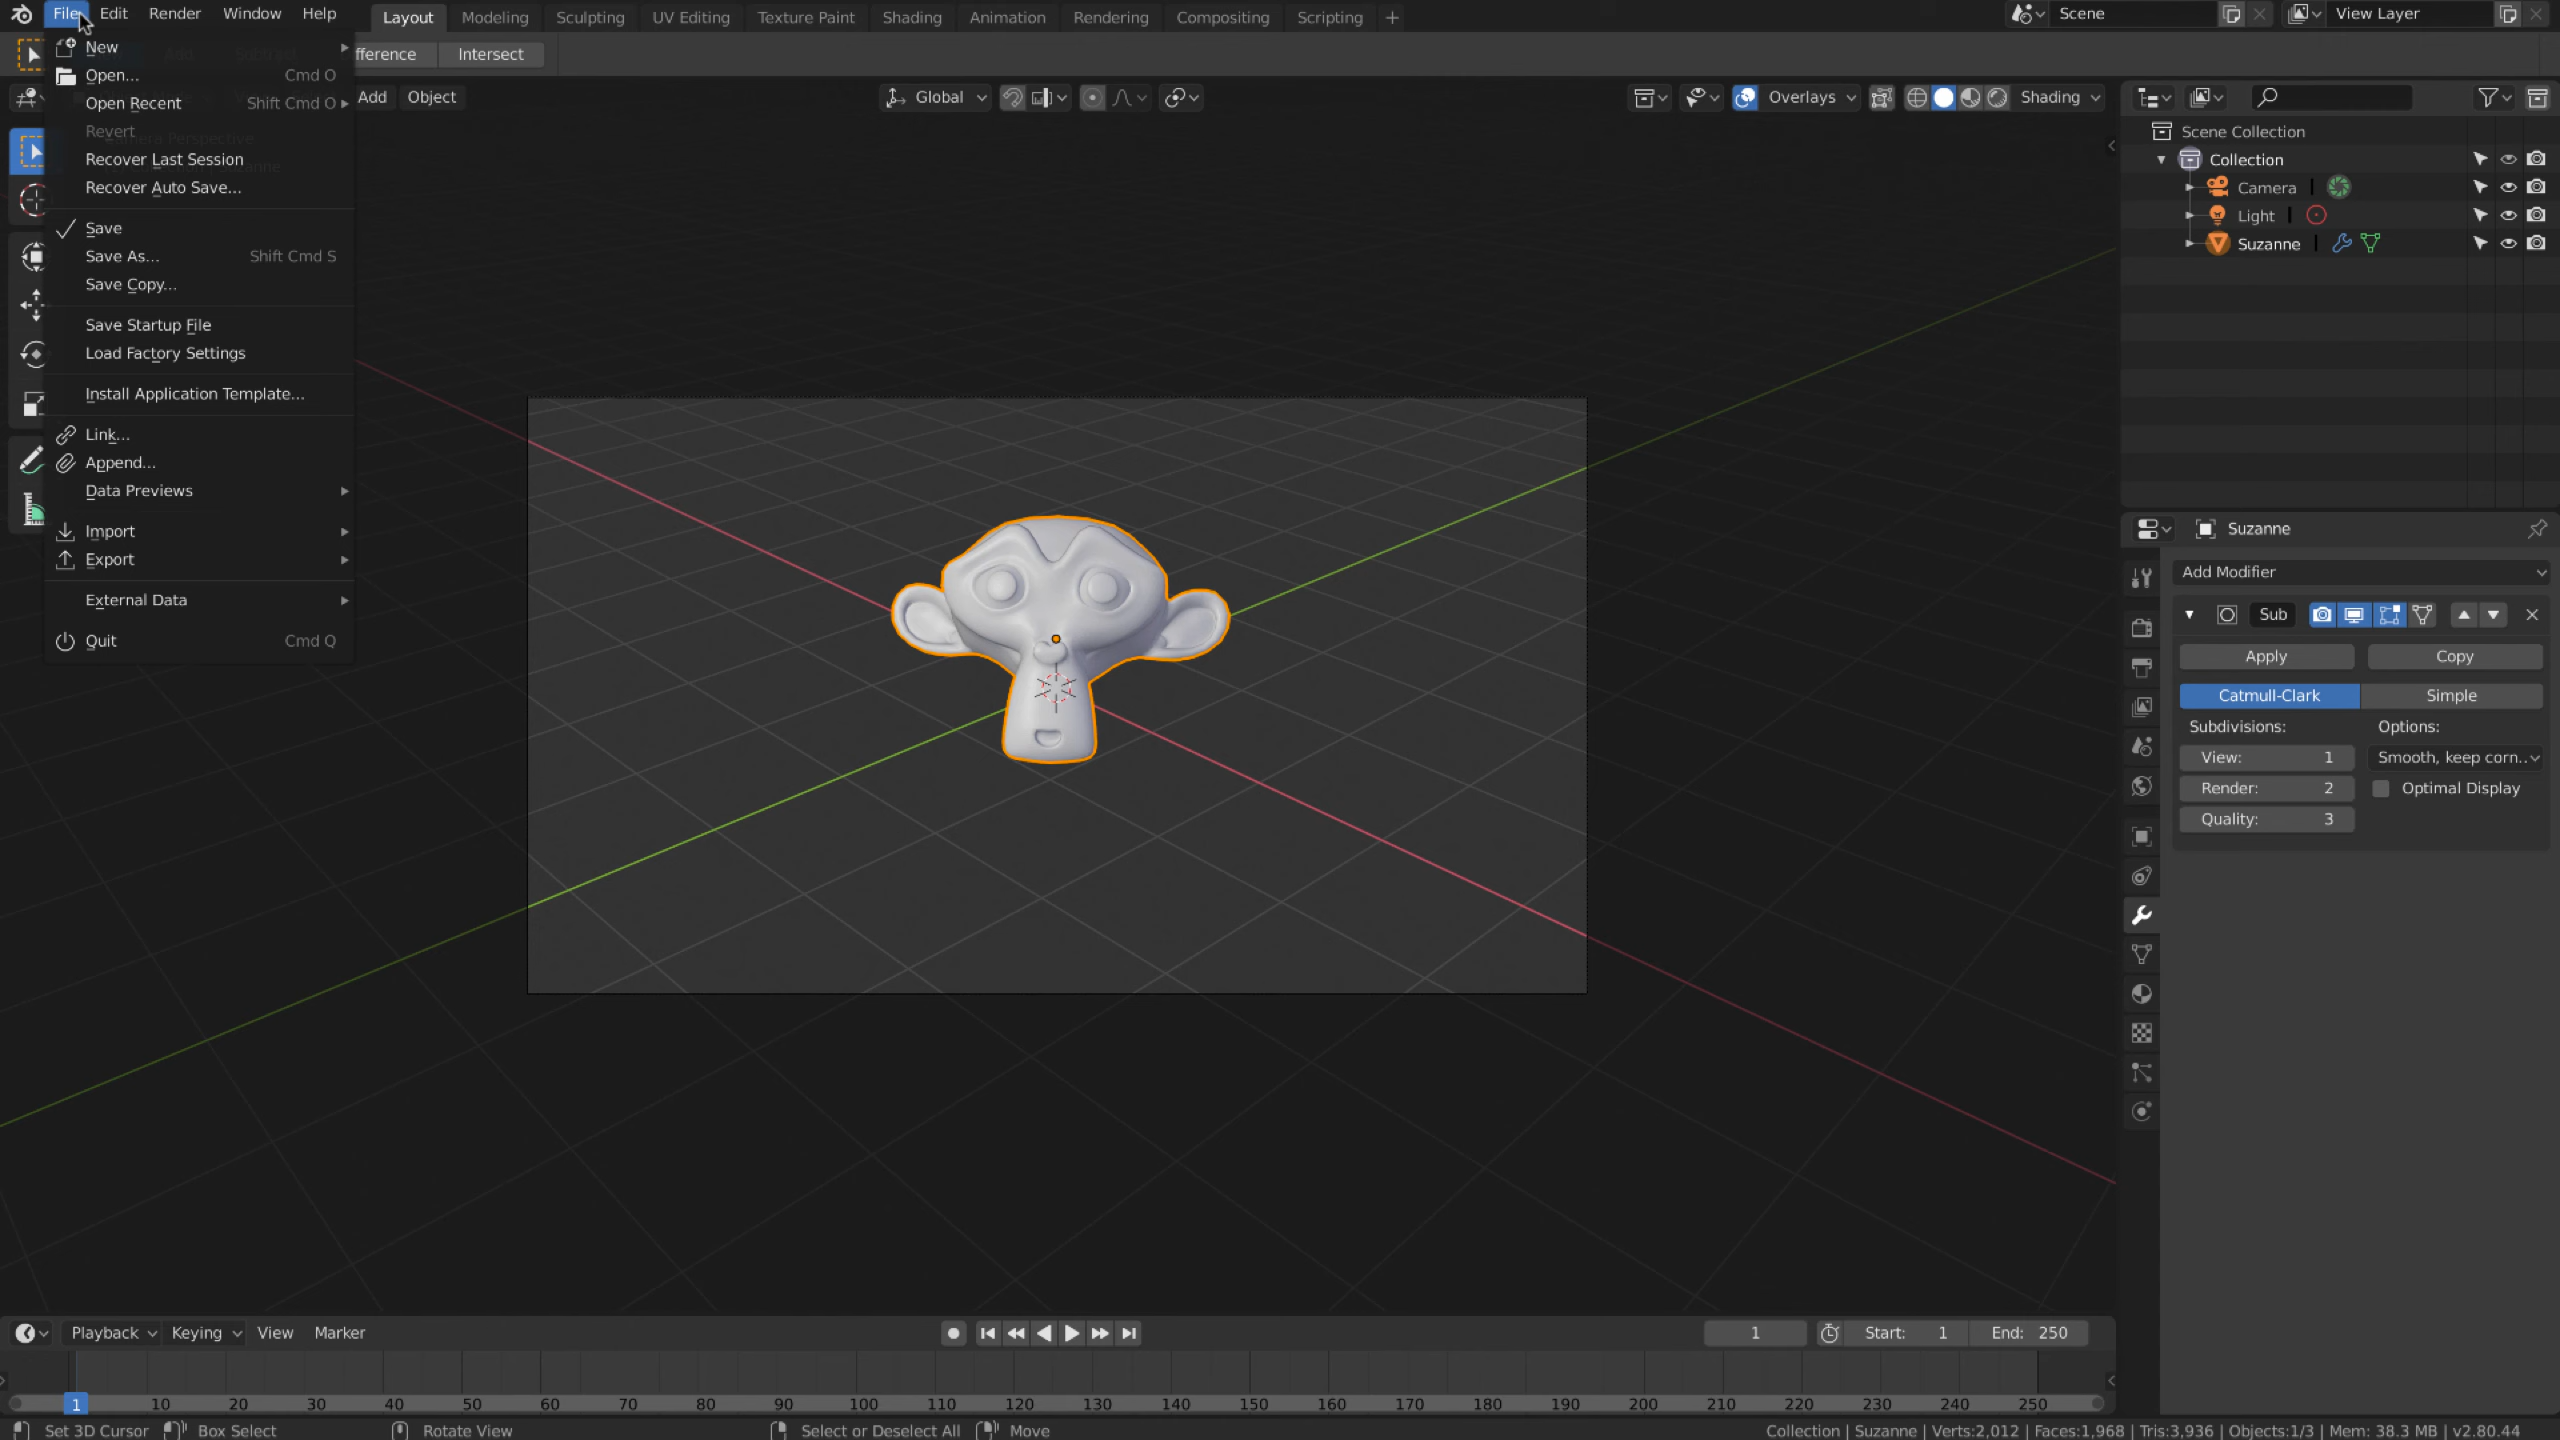 File Edit Render Window Help Layout Modeling Sculpting UV Editing Texture Paint Shading Animation Rendering Compositing Scripting + Scene View Layer
New
fference Intersect
Open... Cmd O
Open Recent Shift Cmd O
Add Object Global Overlays Shading
Revert
Recover Last Session
Recover Auto Save...
Save
Save As... Shift Cmd S
Save Copy...
Save Startup File
Load Factory Settings
Install Application Template...
Link...
Append...
Data Previews
Import
Export
External Data
Quit Cmd Q
Scene Collection
Collection
Camera
Light
Suzanne
Suzanne
Add Modifier
Sub
Apply Copy
Catmull-Clark Simple
Subdivisions: Options:
View: 1 Smooth, keep corn..
Render: 2 Optimal Display
Quality: 3
Playback Keying View Marker 1 Start: 1 End: 250
1 10 20 30 40 50 60 70 80 90 100 110 120 130 140 150 160 170 180 190 200 210 220 230 240 250
Set 3D Cursor Box Select Rotate View Select or Deselect All Move Collection | Suzanne | Verts:2,012 | Faces:1,968 | Tris:3,936 | Objects:1/3 | Mem: 38.3 MB | v2.80.44